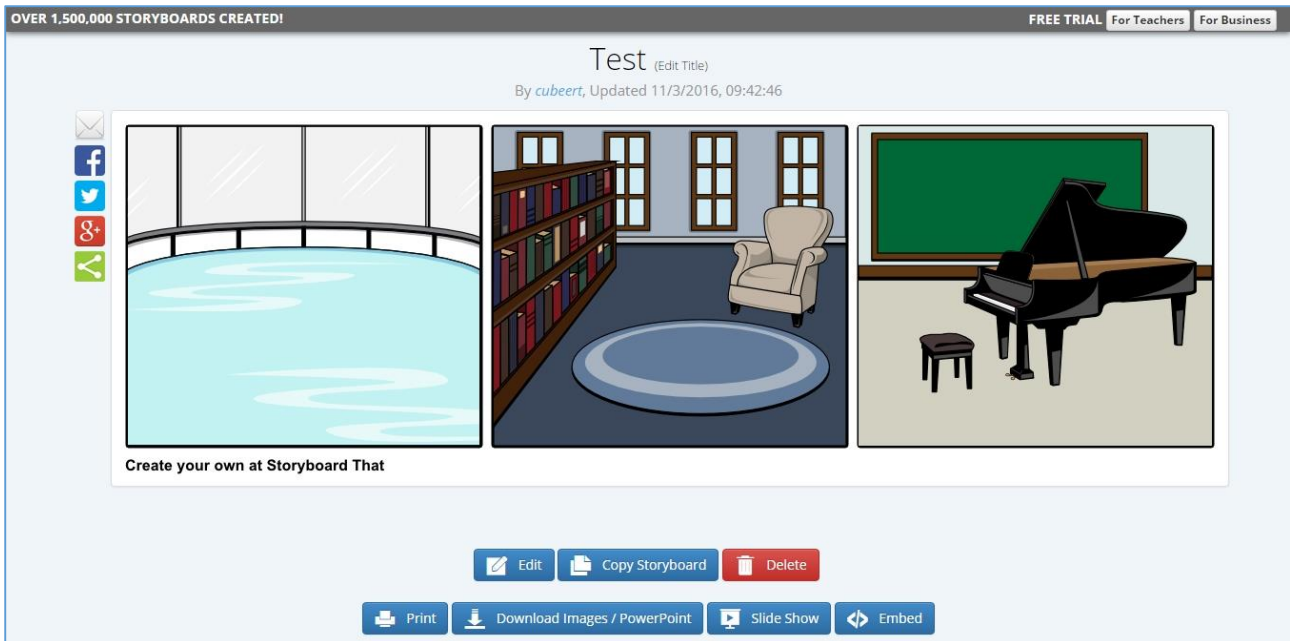 OVER 1,500,000 STORYBOARDS CREATED! FREE TRIAL For Teachers For Business
Test (Edit Title)
By cubeert, Updated 11/3/2016, 09:42:46
f
g+
Create your own at Storyboard That
Edit Copy Storyboard Delete
Print Download Images / PowerPoint Slide Show Embed